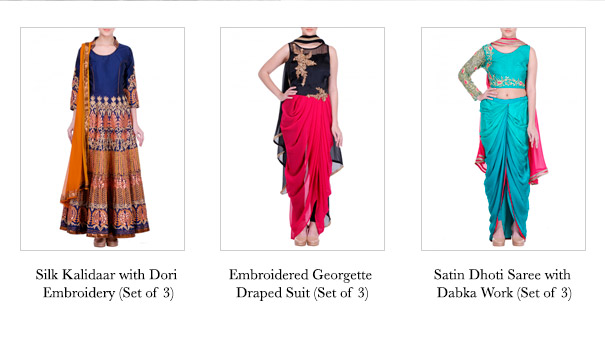 Silk Kalidaar with Dori
Embroidery (Set of 3)
Embroidered Georgette
Draped Suit (Set of 3)
Satin Dhoti Saree with
Dabka Work (Set of 3)